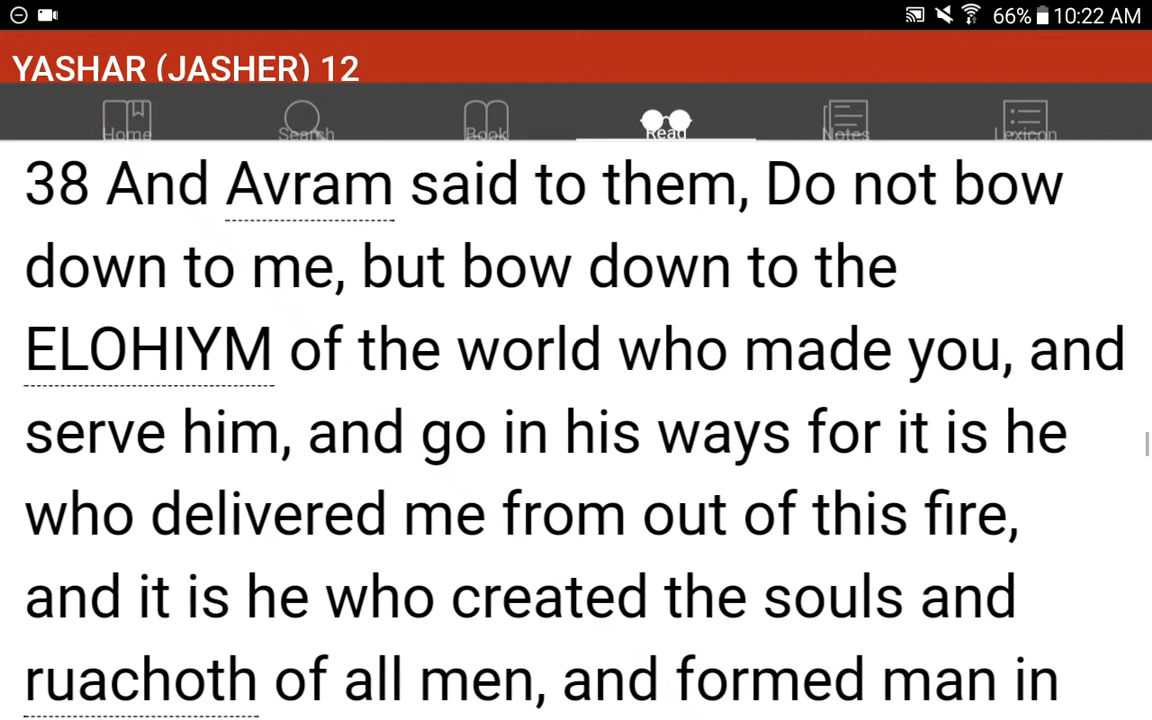 66% 10:22 AM
YASHAR (JASHER) 12
Home Search Book Read Notes Lexicon
38 And Avram said to them, Do not bow
down to me, but bow down to the
ELOHIYM of the world who made you, and
serve him, and go in his ways for it is he
who delivered me from out of this fire,
and it is he who created the souls and
ruachoth of all men, and formed man in